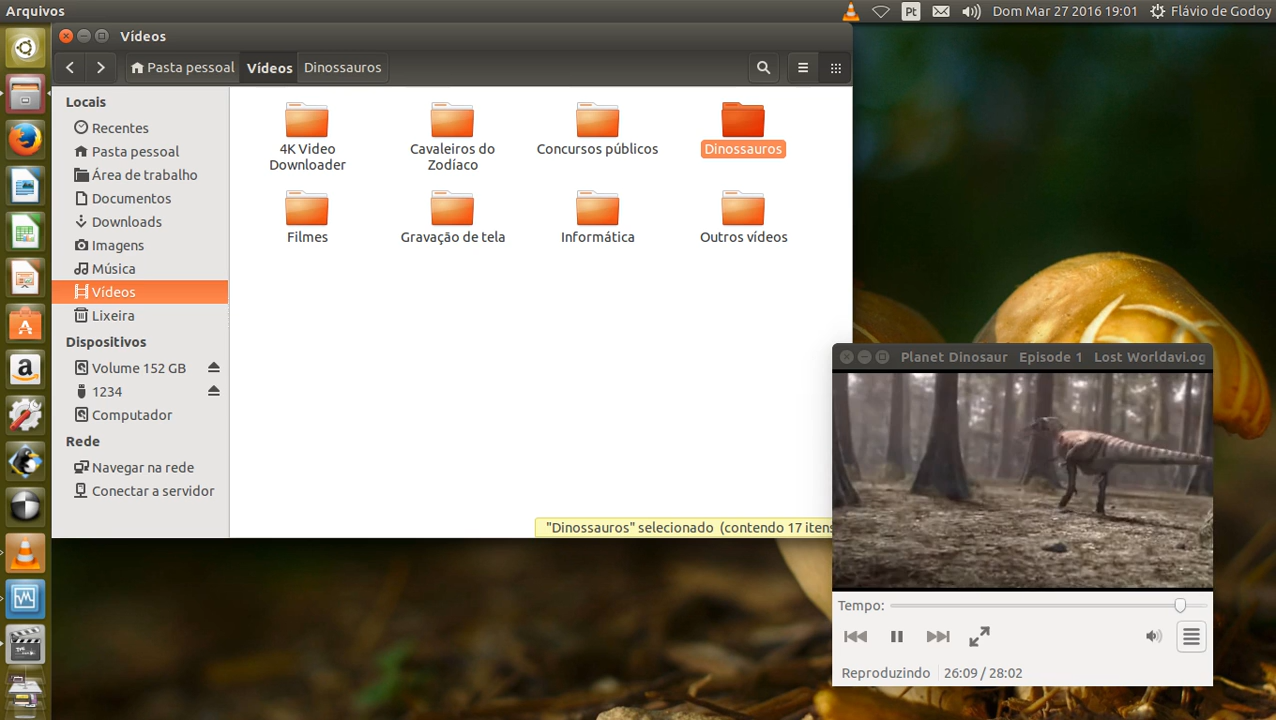 Arquivos
Pt
Dom Mar 27 2016 19:01
Flávio de Godoy
Vídeos
Pasta pessoal
Vídeos
Dinossauros
Locais
Recentes
Pasta pessoal
Área de trabalho
Documentos
Downloads
Imagens
Música
Vídeos
Lixeira
Dispositivos
Volume 152 GB
1234
Computador
Rede
Navegar na rede
Conectar a servidor
4K Video
Downloader
Cavaleiros do
Zodíaco
Concursos públicos
Dinossauros
Filmes
Gravação de tela
Informática
Outros vídeos
"Dinossauros" selecionado (contendo 17 itens
Planet Dinosaur Episode 1 Lost Worldavi.og
Tempo:
Reproduzindo
26:09 / 28:02